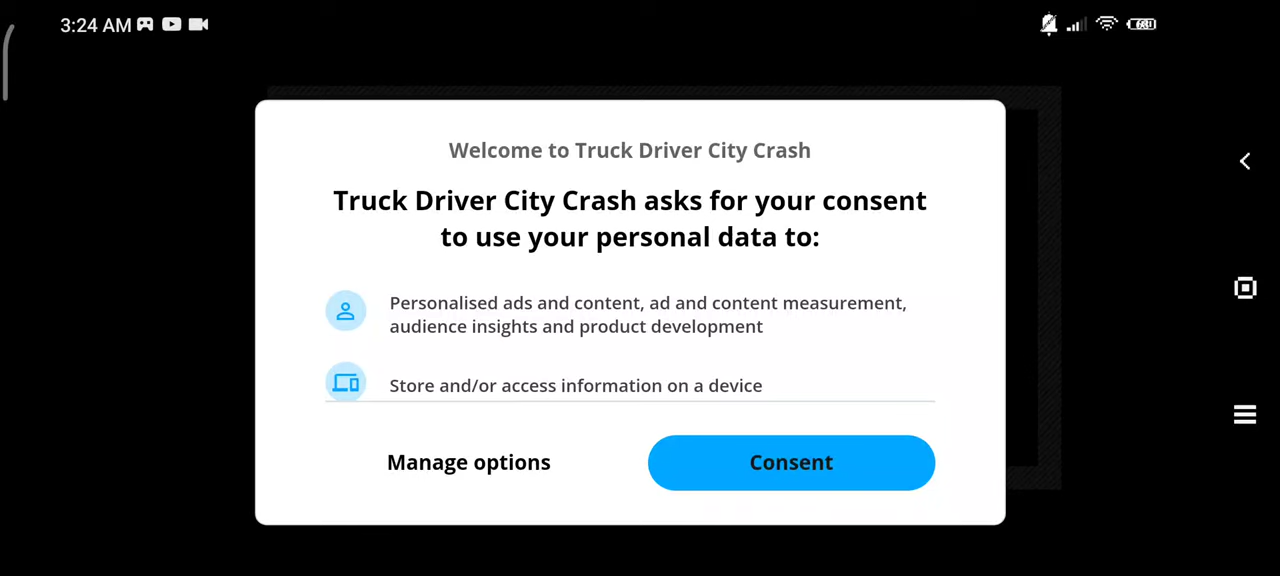 3:24 AM
Welcome to Truck Driver City Crash
Truck Driver City Crash asks for your consent
to use your personal data to:
Personalised ads and content, ad and content measurement,
audience insights and product development
Store and/or access information on a device
Manage options
Consent